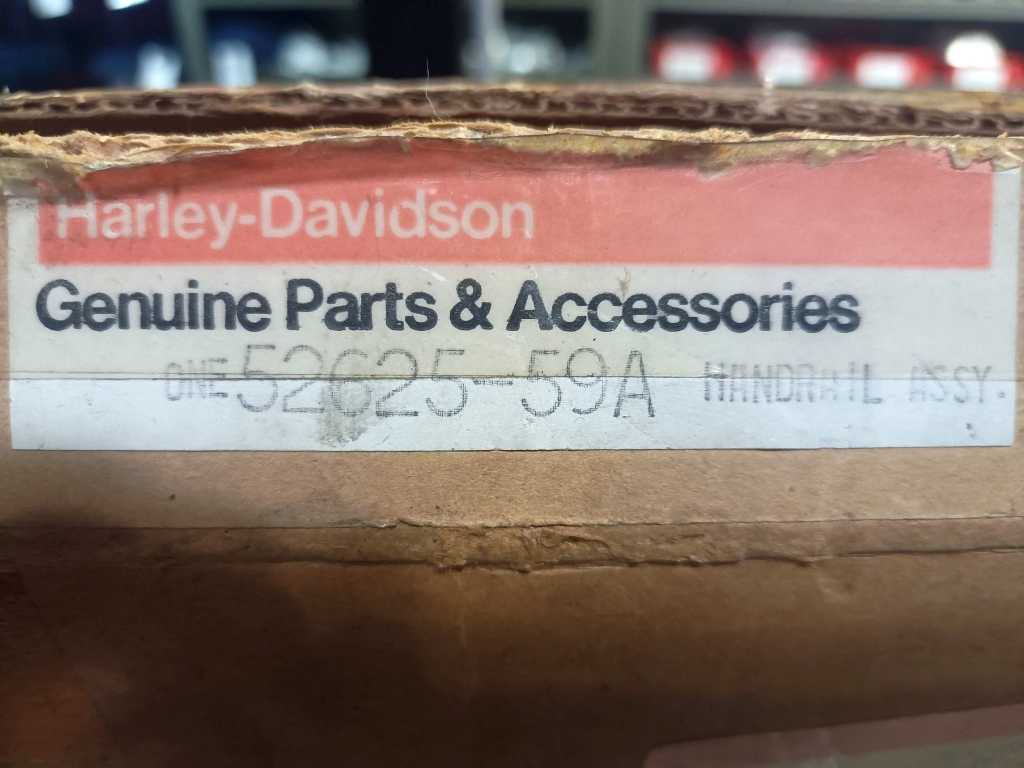 Harley-Davidson
Genuine Parts & Accessories
ONE 52625-59A HANDRAIL ASSY.